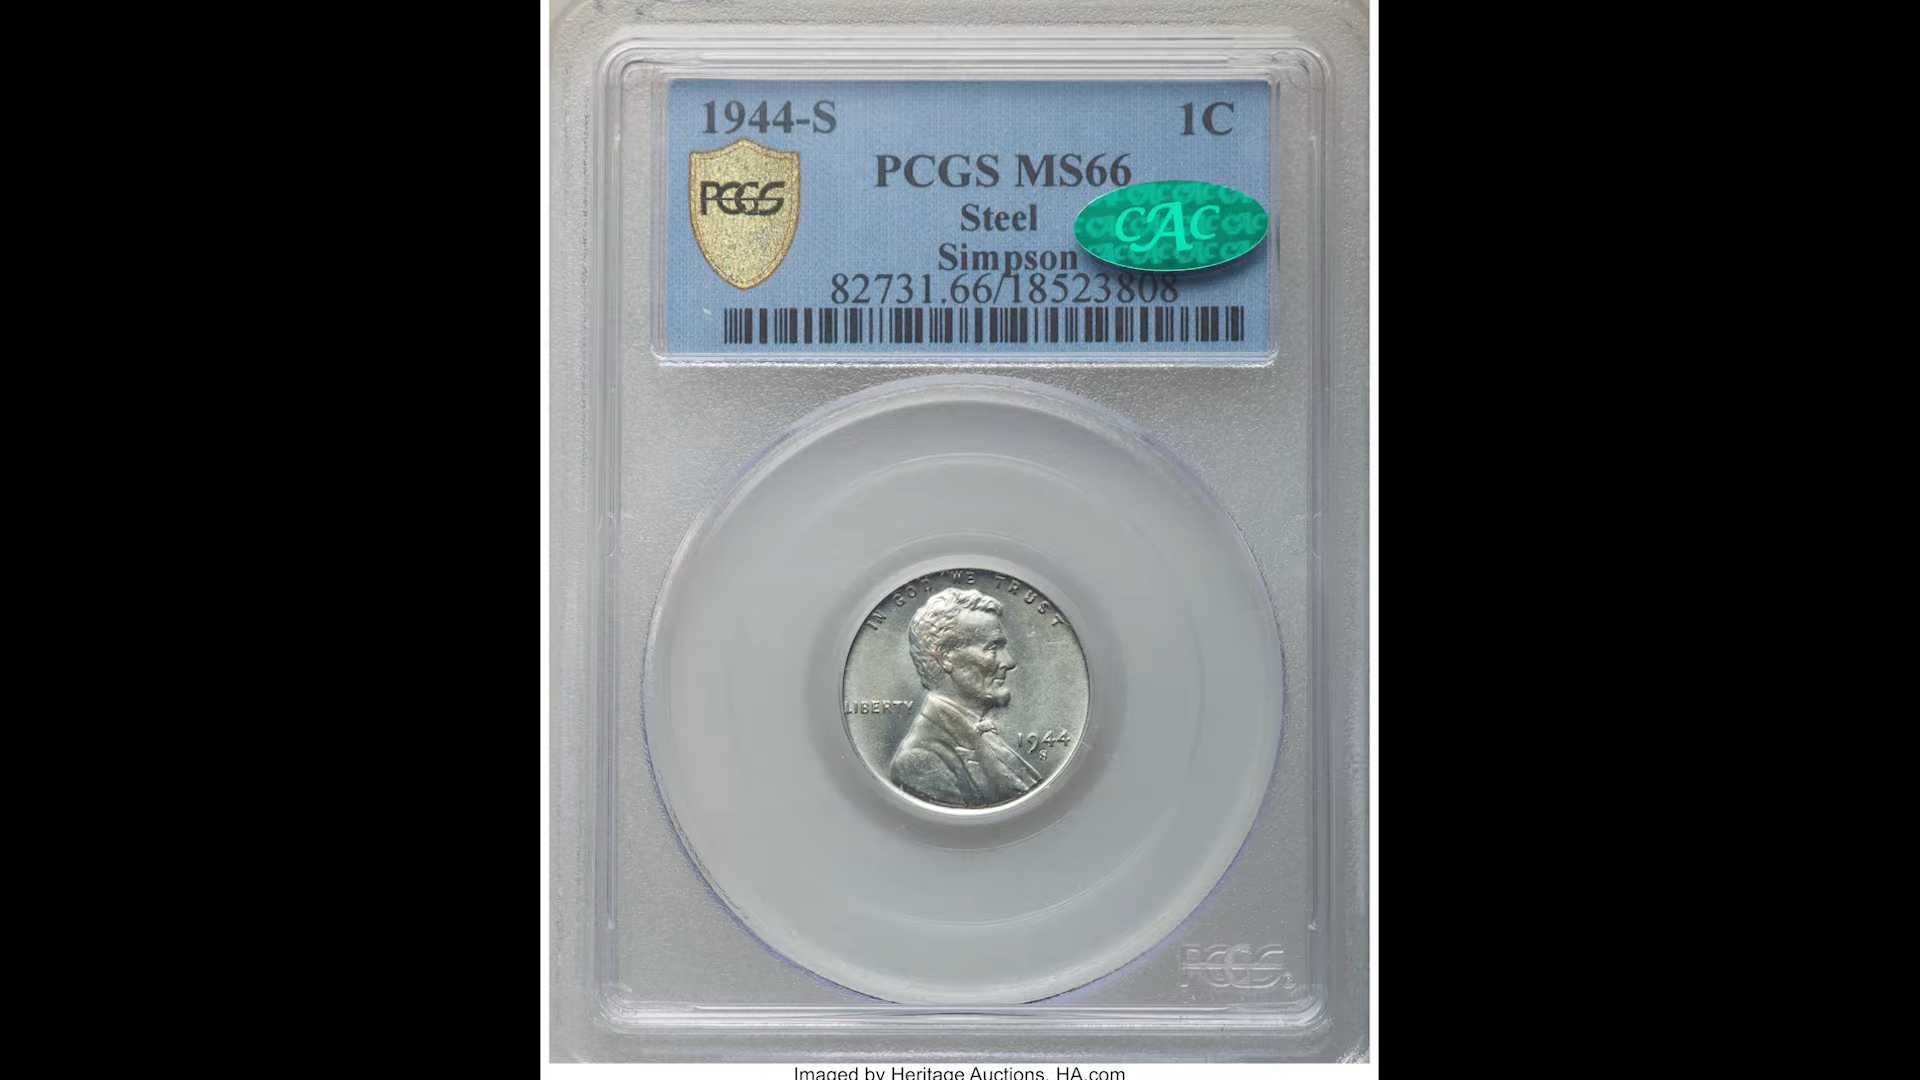 1944-S 1C
PCGS MS66
PCGS
Steel
CAC
Simpson
82731.66/18523808
IN GOD WE TRUST
LIBERTY
1944
S
PCGS
Imaged by Heritage Auctions, HA.com